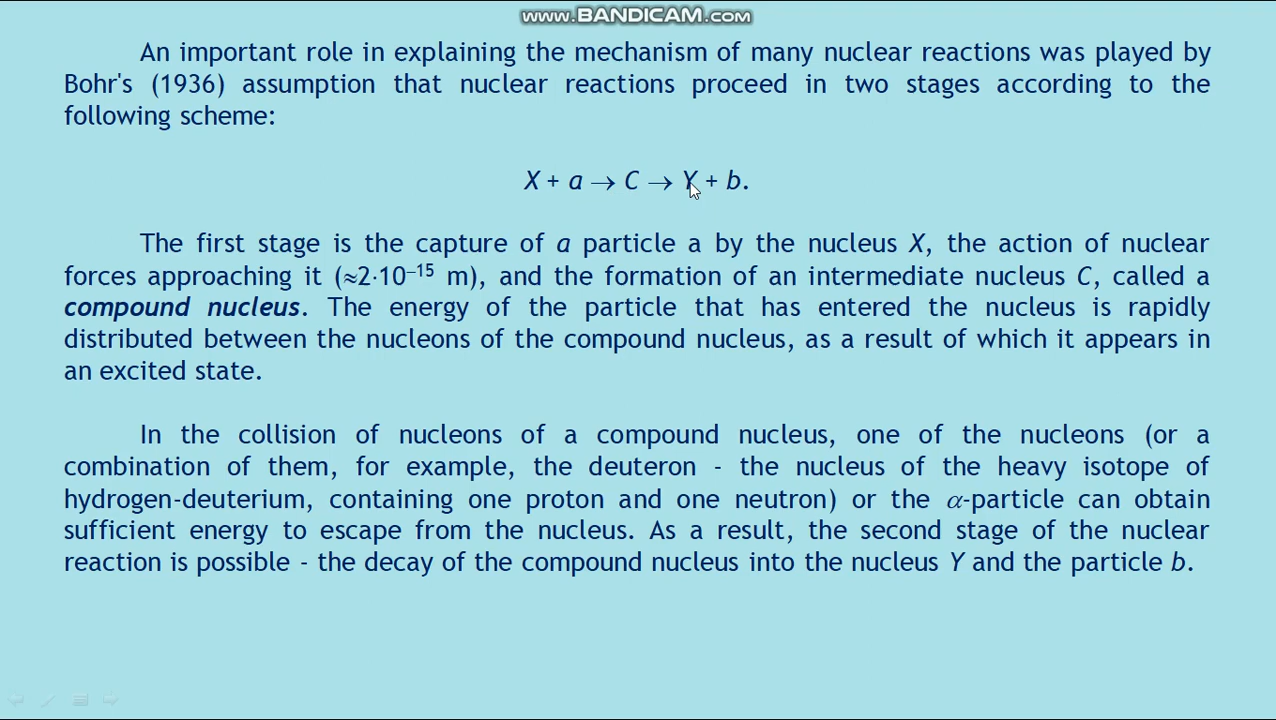 www.BANDICAM.com
An important role in explaining the mechanism of many nuclear reactions was played by
Bohr's (1936) assumption that nuclear reactions proceed in two stages according to the
following scheme:
X + a → C → Y + b.
The first stage is the capture of a particle a by the nucleus X, the action of nuclear
forces approaching it (≈2·10⁻¹⁵ m), and the formation of an intermediate nucleus C, called a
compound nucleus. The energy of the particle that has entered the nucleus is rapidly
distributed between the nucleons of the compound nucleus, as a result of which it appears in
an excited state.
In the collision of nucleons of a compound nucleus, one of the nucleons (or a
combination of them, for example, the deuteron - the nucleus of the heavy isotope of
hydrogen-deuterium, containing one proton and one neutron) or the α-particle can obtain
sufficient energy to escape from the nucleus. As a result, the second stage of the nuclear
reaction is possible - the decay of the compound nucleus into the nucleus Y and the particle b.